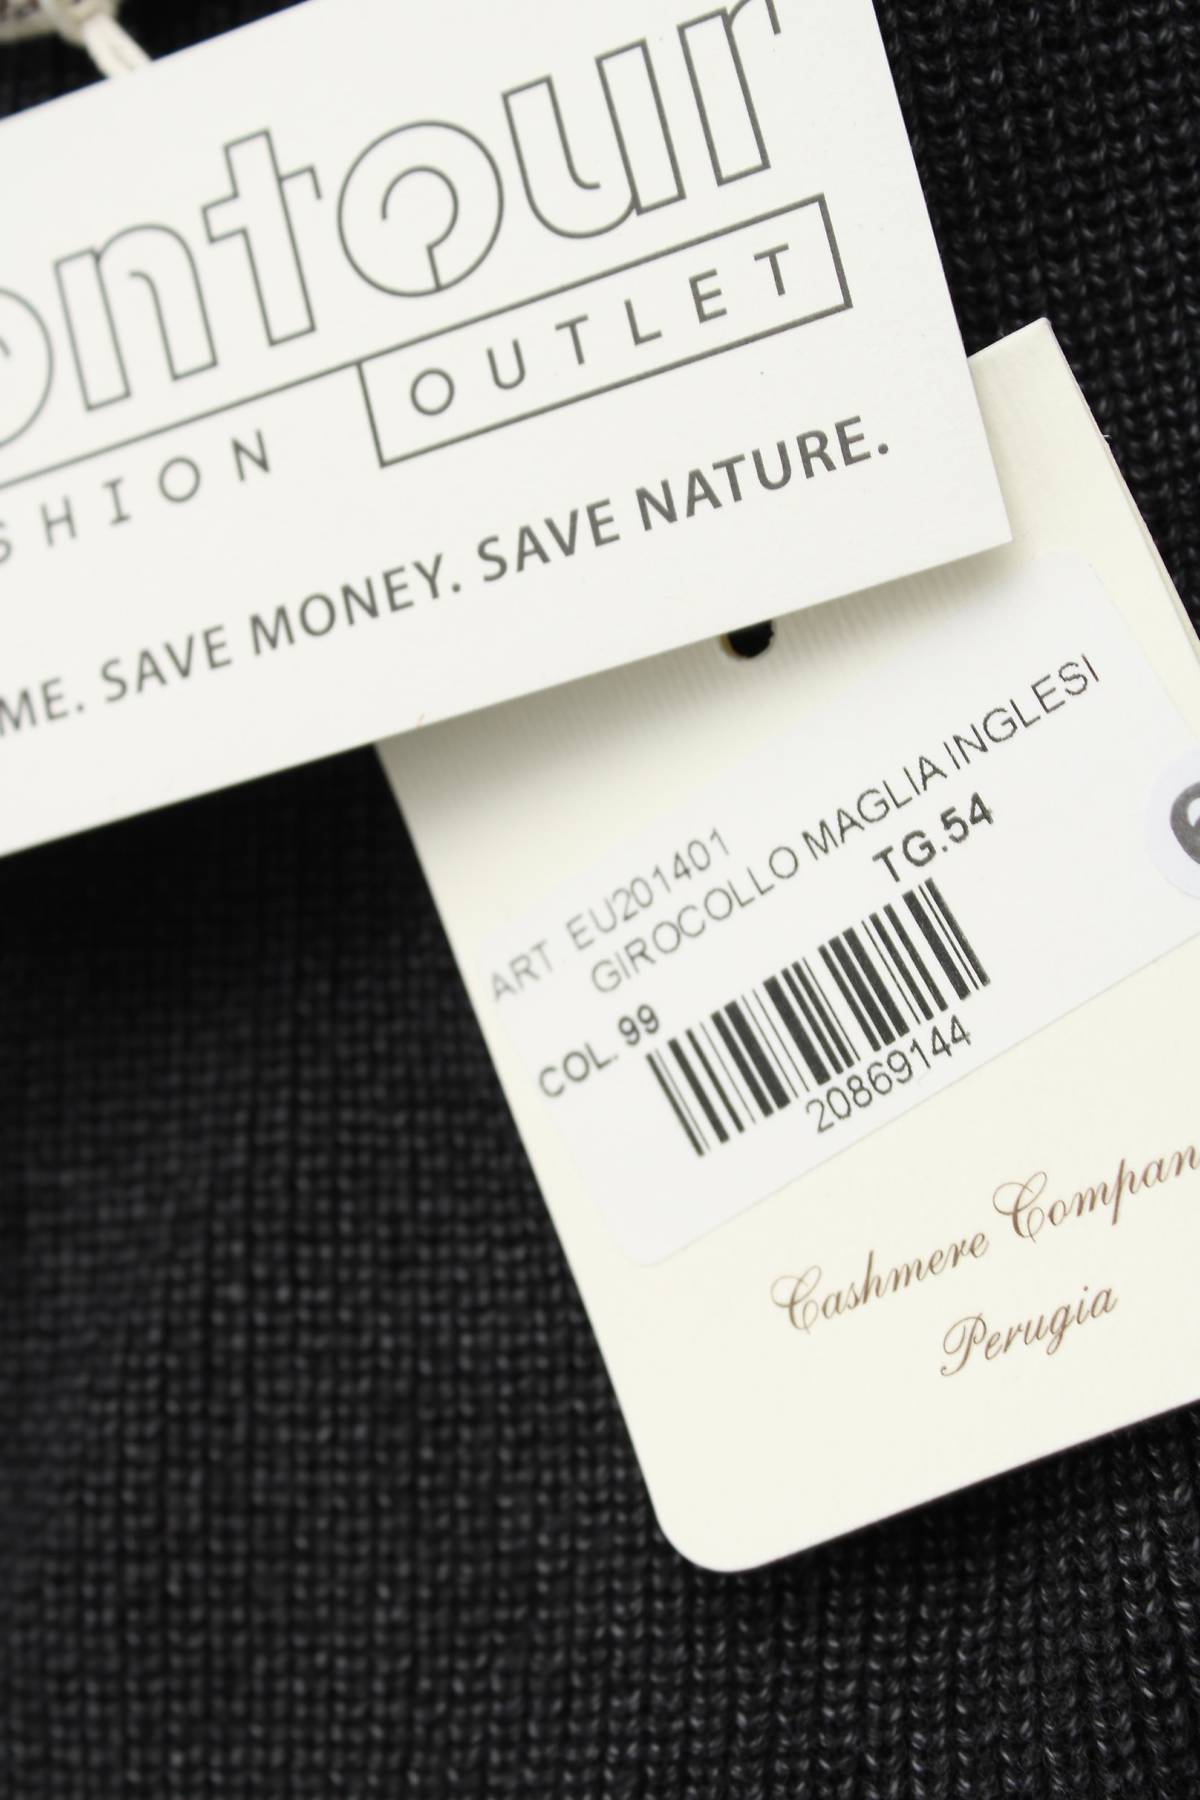 ontour
SHION OUTLET
ME. SAVE MONEY. SAVE NATURE.
ART EU201401
GIROCOLLO MAGLIA INGLESI
TG.54
COL. 99
20869144
Cashmere Compan
Perugia